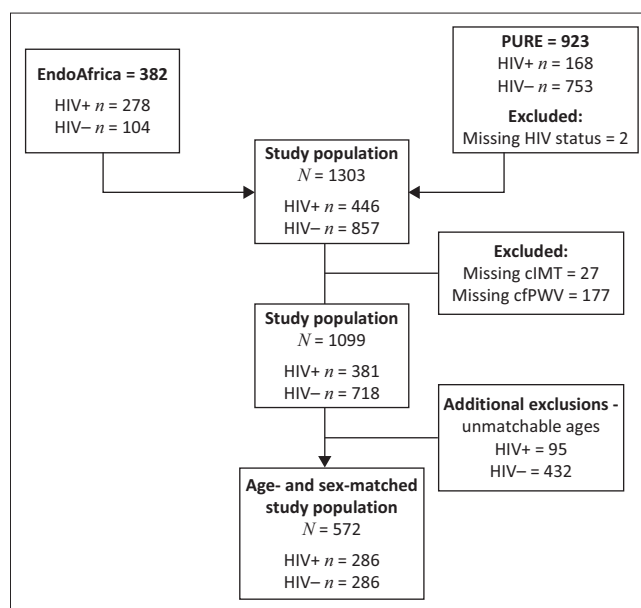 EndoAfrica = 382
HIV+ n = 278
HIV– n = 104
PURE = 923
HIV+ n = 168
HIV– n = 753
Excluded:
Missing HIV status = 2
Study population
N = 1303
HIV+ n = 446
HIV– n = 857
Excluded:
Missing cIMT = 27
Missing cfPWV = 177
Study population
N = 1099
HIV+ n = 381
HIV– n = 718
Additional exclusions -
unmatchable ages
HIV+ = 95
HIV– = 432
Age- and sex-matched
study population
N = 572
HIV+ n = 286
HIV– n = 286